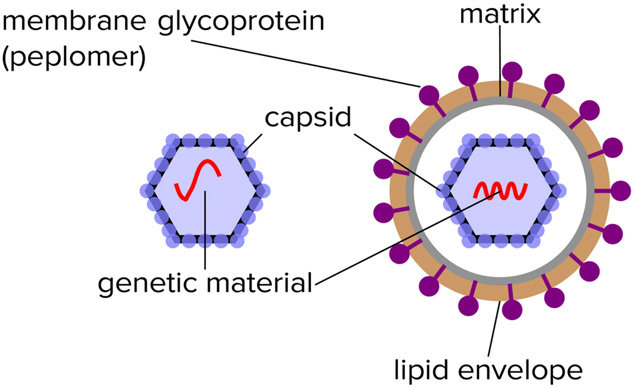 membrane glycoprotein
(peplomer)
matrix
capsid
genetic material
lipid envelope